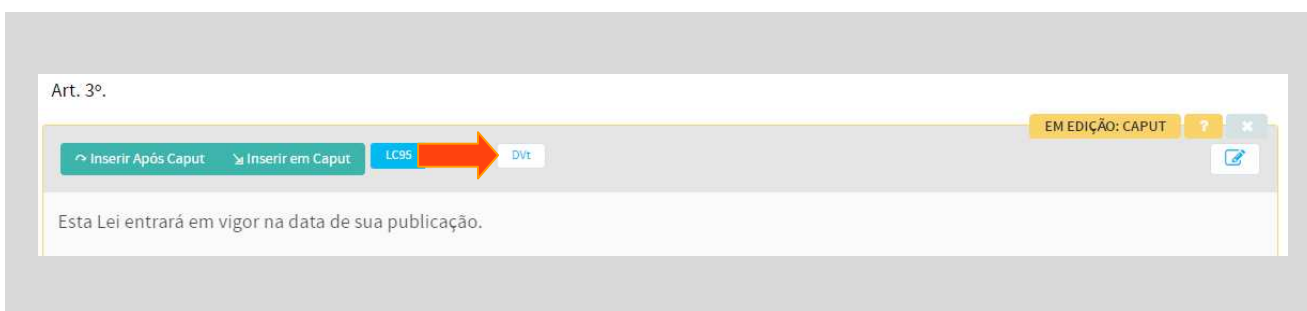 Art. 3º.
EM EDIÇÃO: CAPUT ? ×
Inserir Após Caput Inserir em Caput LC95 DVt
Esta Lei entrará em vigor na data de sua publicação.